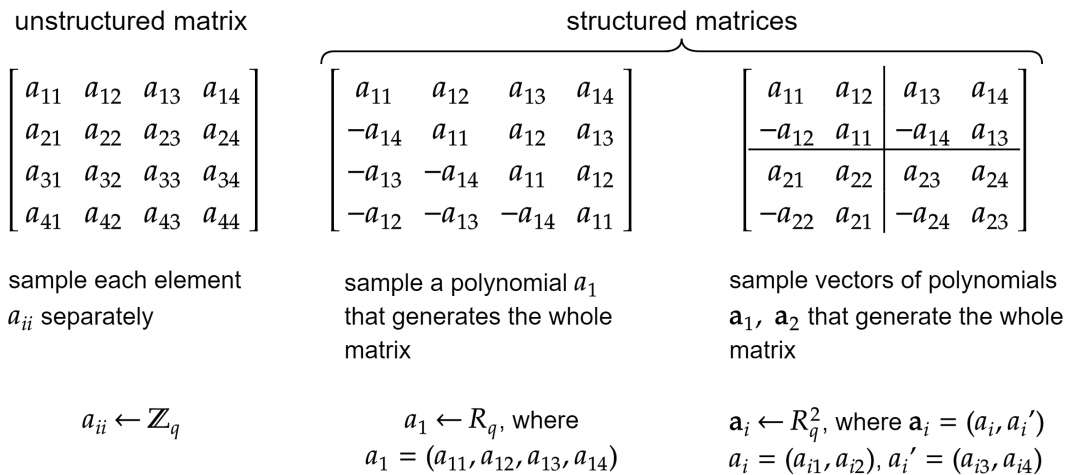 unstructured matrix
structured matrices
a₁₁ a₁₂ a₁₃ a₁₄
a₂₁ a₂₂ a₂₃ a₂₄
a₃₁ a₃₂ a₃₃ a₃₄
a₄₁ a₄₂ a₄₃ a₄₄
a₁₁ a₁₂ a₁₃ a₁₄
−a₁₄ a₁₁ a₁₂ a₁₃
−a₁₃ −a₁₄ a₁₁ a₁₂
−a₁₂ −a₁₃ −a₁₄ a₁₁
a₁₁ a₁₂ a₁₃ a₁₄
−a₁₂ a₁₁ −a₁₄ a₁₃
a₂₁ a₂₂ a₂₃ a₂₄
−a₂₂ a₂₁ −a₂₄ a₂₃
sample each element
aᵢᵢ separately
sample a polynomial a₁
that generates the whole
matrix
sample vectors of polynomials
𝐚₁, 𝐚₂ that generate the whole
matrix
aᵢᵢ ← ℤ_q
a₁ ← R_q, where
a₁ = (a₁₁, a₁₂, a₁₃, a₁₄)
𝐚ᵢ ← R_q², where 𝐚ᵢ = (aᵢ, aᵢ′)
aᵢ = (aᵢ₁, aᵢ₂), aᵢ′ = (aᵢ₃, aᵢ₄)